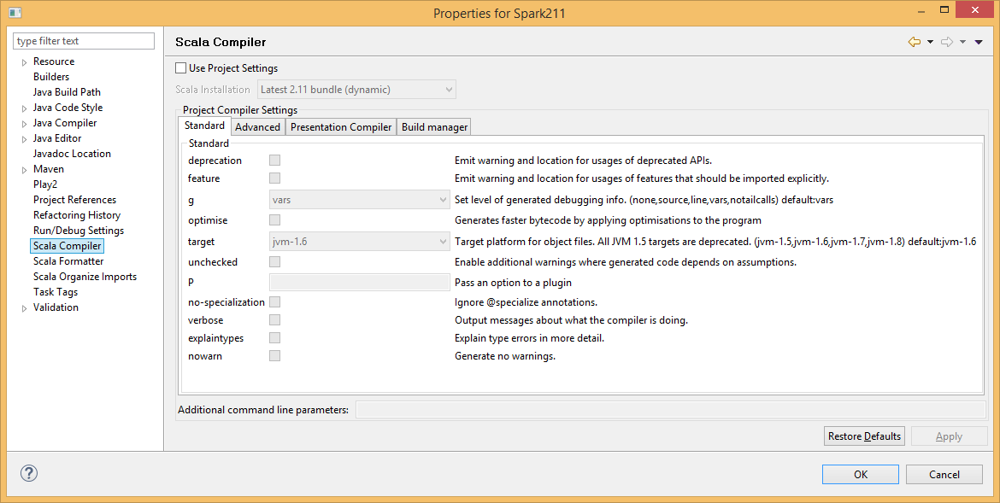 Properties for Spark211
type filter text
Resource
Builders
Java Build Path
Java Code Style
Java Compiler
Java Editor
Javadoc Location
Maven
Play2
Project References
Refactoring History
Run/Debug Settings
Scala Compiler
Scala Formatter
Scala Organize Imports
Task Tags
Validation
Scala Compiler
Use Project Settings
Scala Installation Latest 2.11 bundle (dynamic)
Project Compiler Settings
Standard Advanced Presentation Compiler Build manager
Standard
deprecation Emit warning and location for usages of deprecated APIs.
feature Emit warning and location for usages of features that should be imported explicitly.
g vars Set level of generated debugging info. (none,source,line,vars,notailcalls) default:vars
optimise Generates faster bytecode by applying optimisations to the program
target jvm-1.6 Target platform for object files. All JVM 1.5 targets are deprecated. (jvm-1.5,jvm-1.6,jvm-1.7,jvm-1.8) default:jvm-1.6
unchecked Enable additional warnings where generated code depends on assumptions.
P Pass an option to a plugin
no-specialization Ignore @specialize annotations.
verbose Output messages about what the compiler is doing.
explaintypes Explain type errors in more detail.
nowarn Generate no warnings.
Additional command line parameters:
Restore Defaults Apply
? OK Cancel